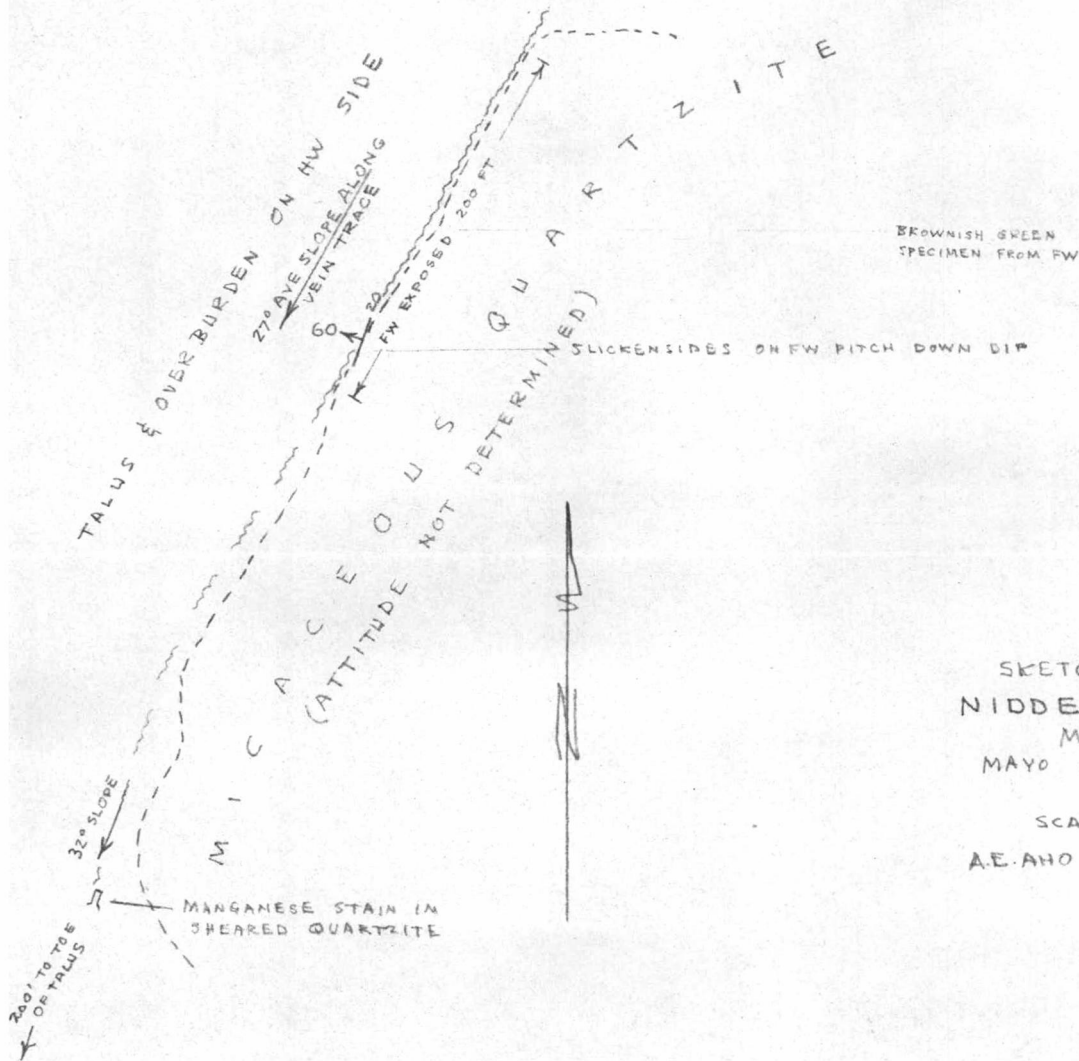 TALUS & OVERBURDEN ON HW SIDE
27° AVE SLOPE ALONG
VEIN TRACE
200 FT
FW EXPOSED
20
60
MICACEOUS QUARTZITE
(ATTITUDE NOT DETERMINED)
BROWNISH GREEN
SPECIMEN FROM FW
SLICKENSIDES ON FW PITCH DOWN DIP
N
32° SLOPE
MANGANESE STAIN IN
SHEARED QUARTZITE
200' TO TOE
OF TALUS
SKETC
NIDDE
M
MAYO
SCA
A.E. AHO